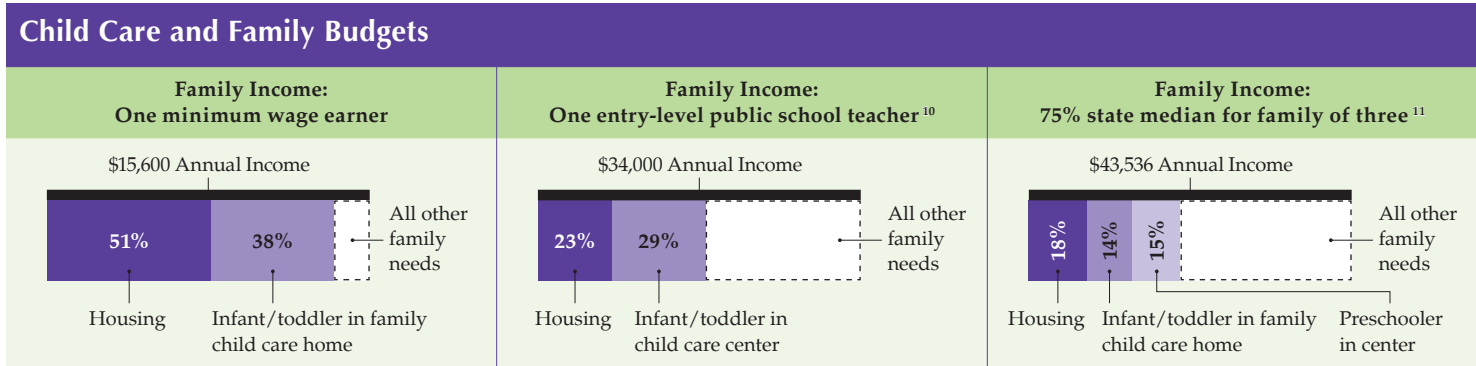 Child Care and Family Budgets
Family Income:
One minimum wage earner
$15,600 Annual Income
51%
38%
All other
family
needs
Housing
Infant/toddler in family
child care home
Family Income:
One entry-level public school teacher 10
$34,000 Annual Income
23%
29%
All other
family
needs
Housing
Infant/toddler in
child care center
Family Income:
75% state median for family of three 11
$43,536 Annual Income
18%
14%
15%
All other
family
needs
Housing
Infant/toddler in family
child care home
Preschooler
in center